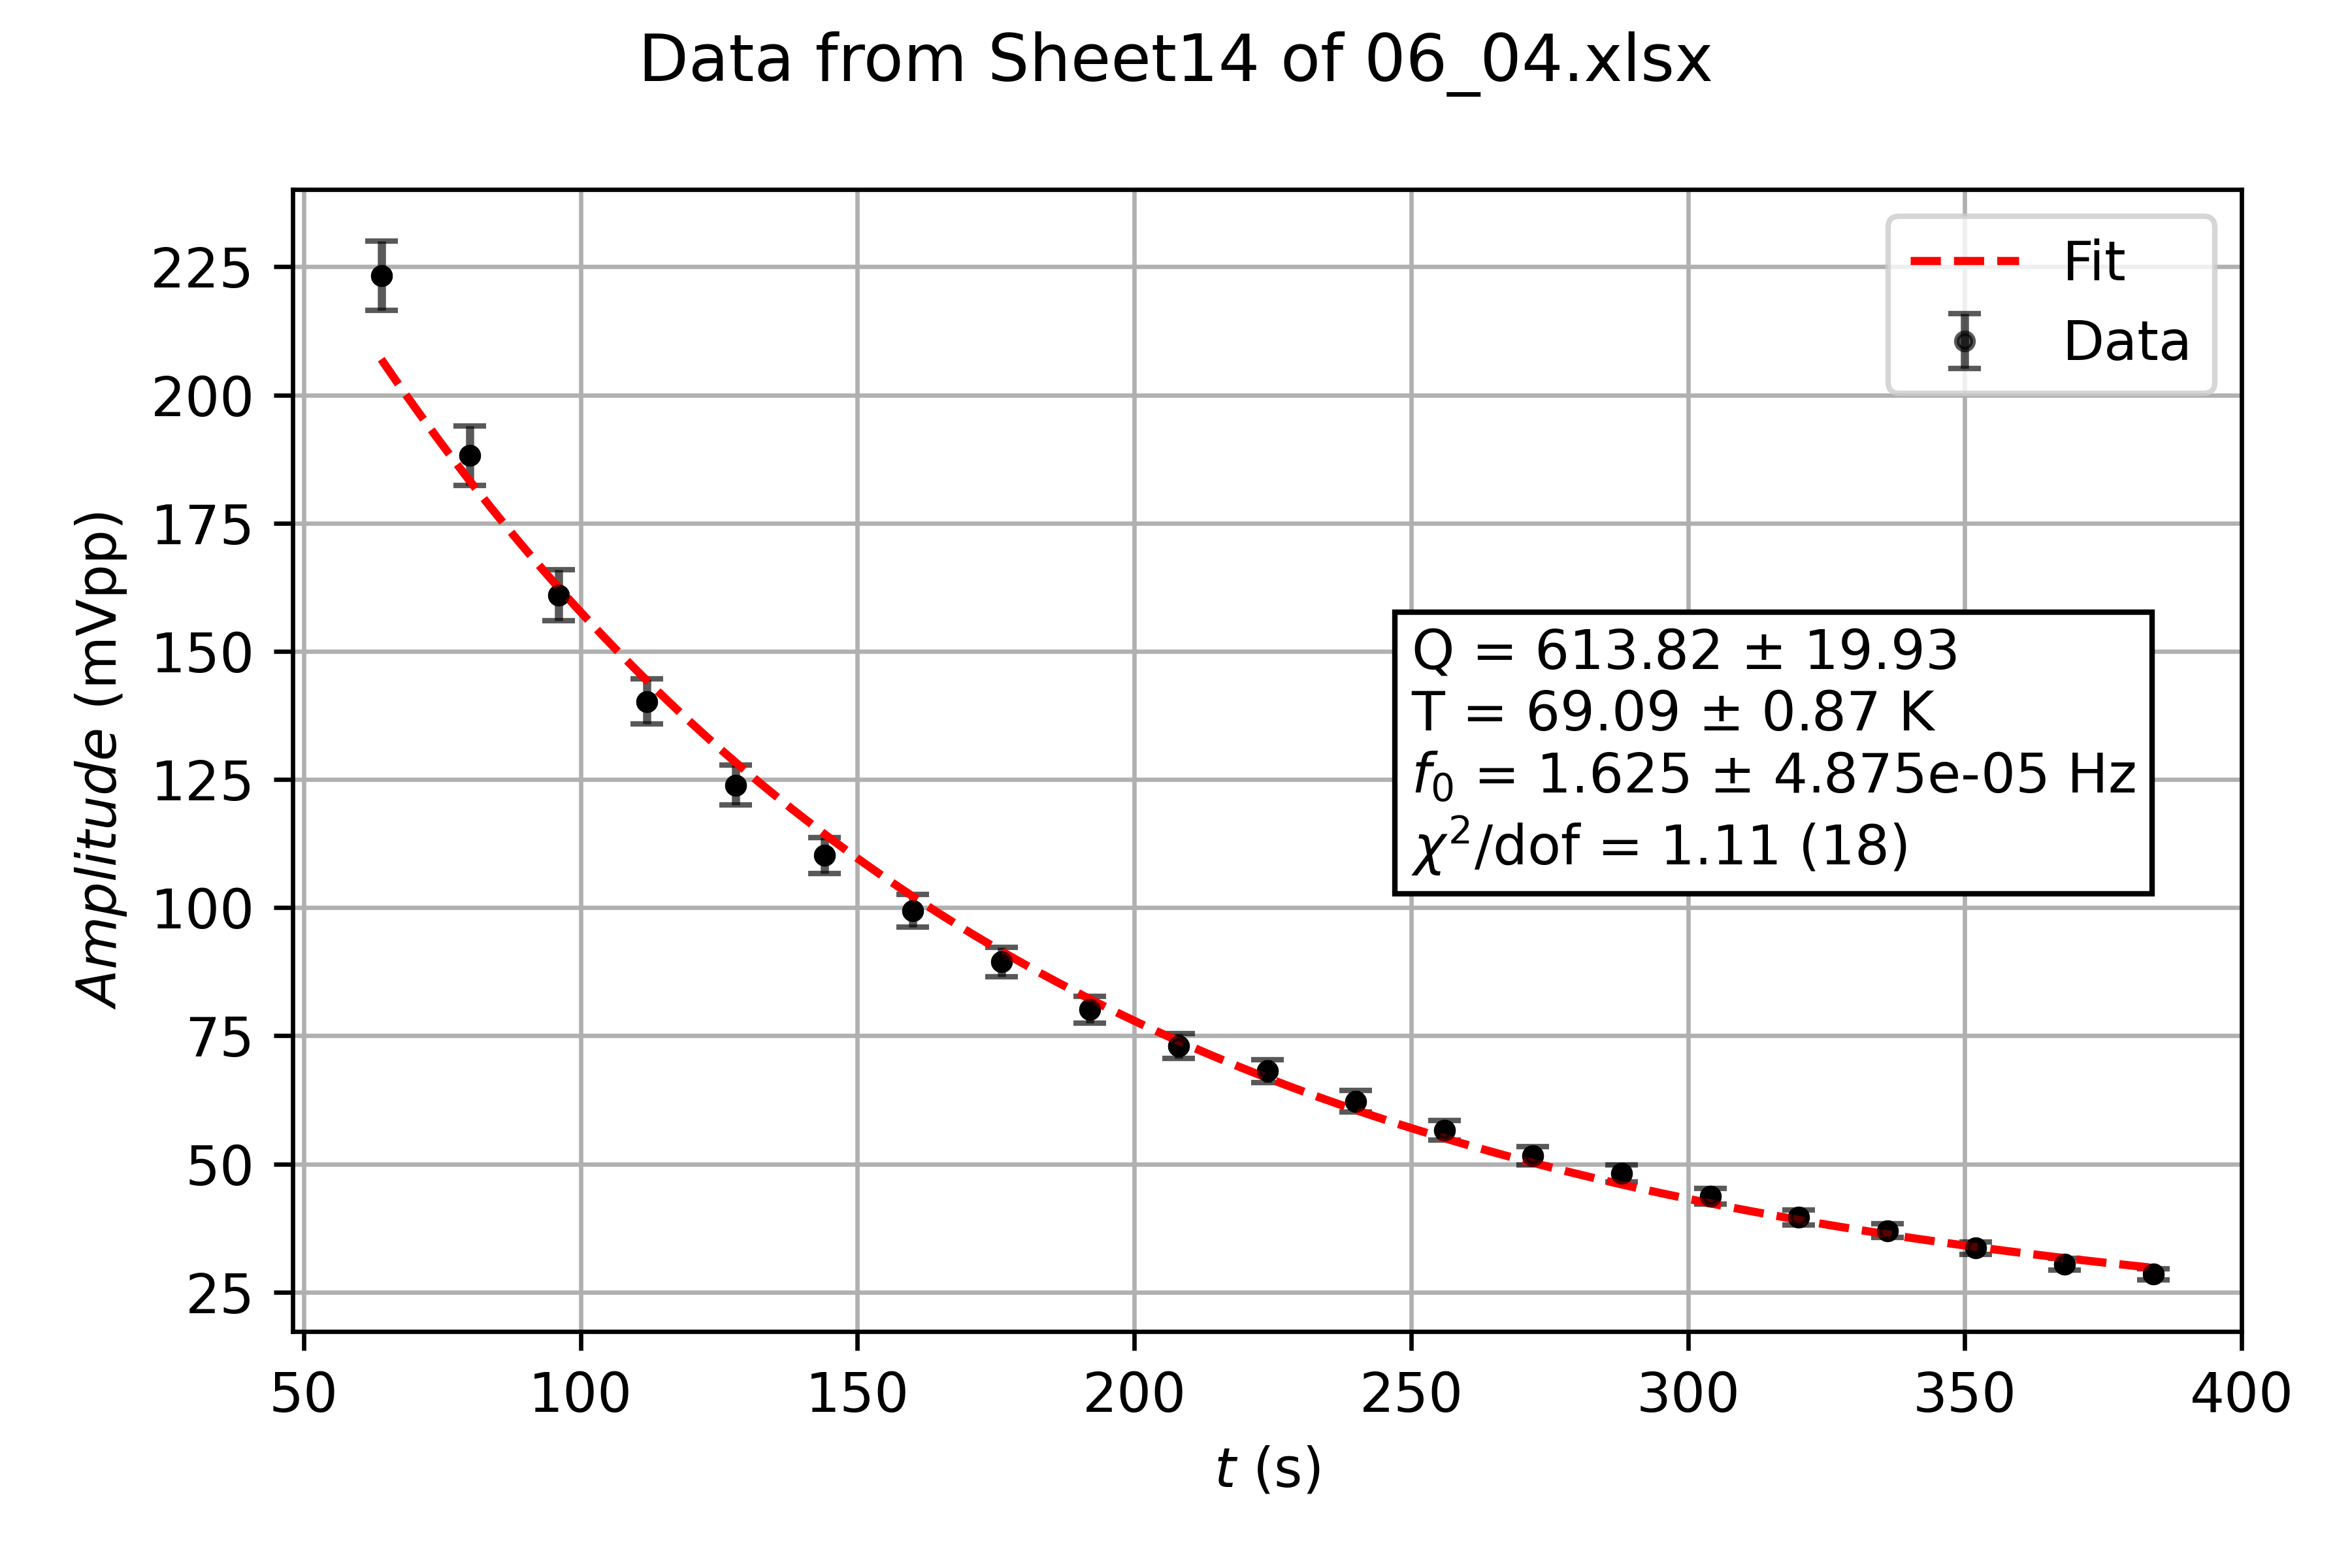 Data from Sheet14 of 06_04.xlsx
225
200
175
150
125
100
75
50
25
Amplitude (mVpp)
Fit
Data
Q = 613.82 ± 19.93
T = 69.09 ± 0.87 K
f₀ = 1.625 ± 4.875e-05 Hz
χ²/dof = 1.11 (18)
50 100 150 200 250 300 350 400
t (s)